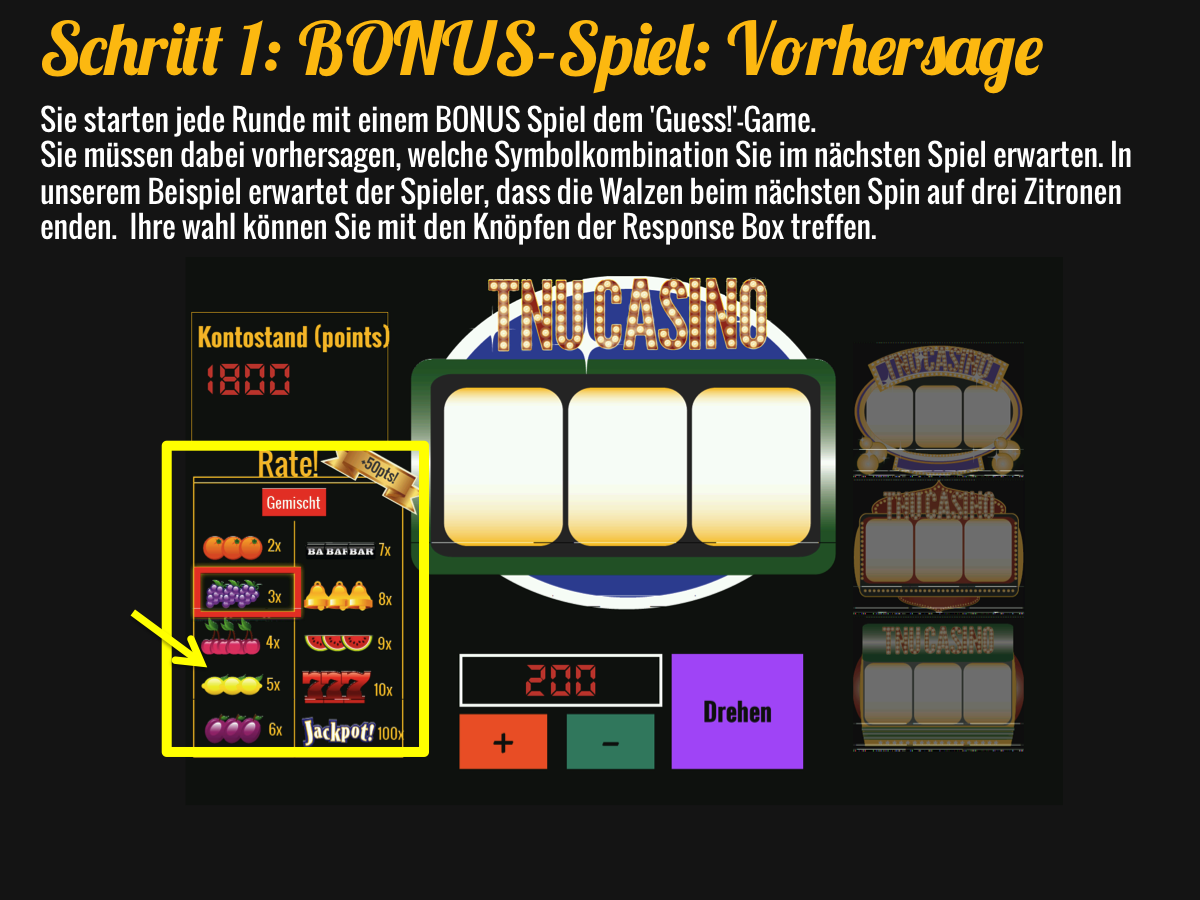 Schritt 1: BONUS-Spiel: Vorhersage
Sie starten jede Runde mit einem BONUS Spiel dem 'Guess!'-Game.
Sie müssen dabei vorhersagen, welche Symbolkombination Sie im nächsten Spiel erwarten. In
unserem Beispiel erwartet der Spieler, dass die Walzen beim nächsten Spin auf drei Zitronen
enden.  Ihre wahl können Sie mit den Knöpfen der Response Box treffen.
TNUCASINO
Kontostand (points)
1800
Rate!
+50pts!
Gemischt
2x
BAR BAR BAR 7x
3x
8x
4x
9x
5x
777 10x
6x
Jackpot! 100x
200
+
-
Drehen
TNUCASINO
TNUCASINO
TNUCASINO